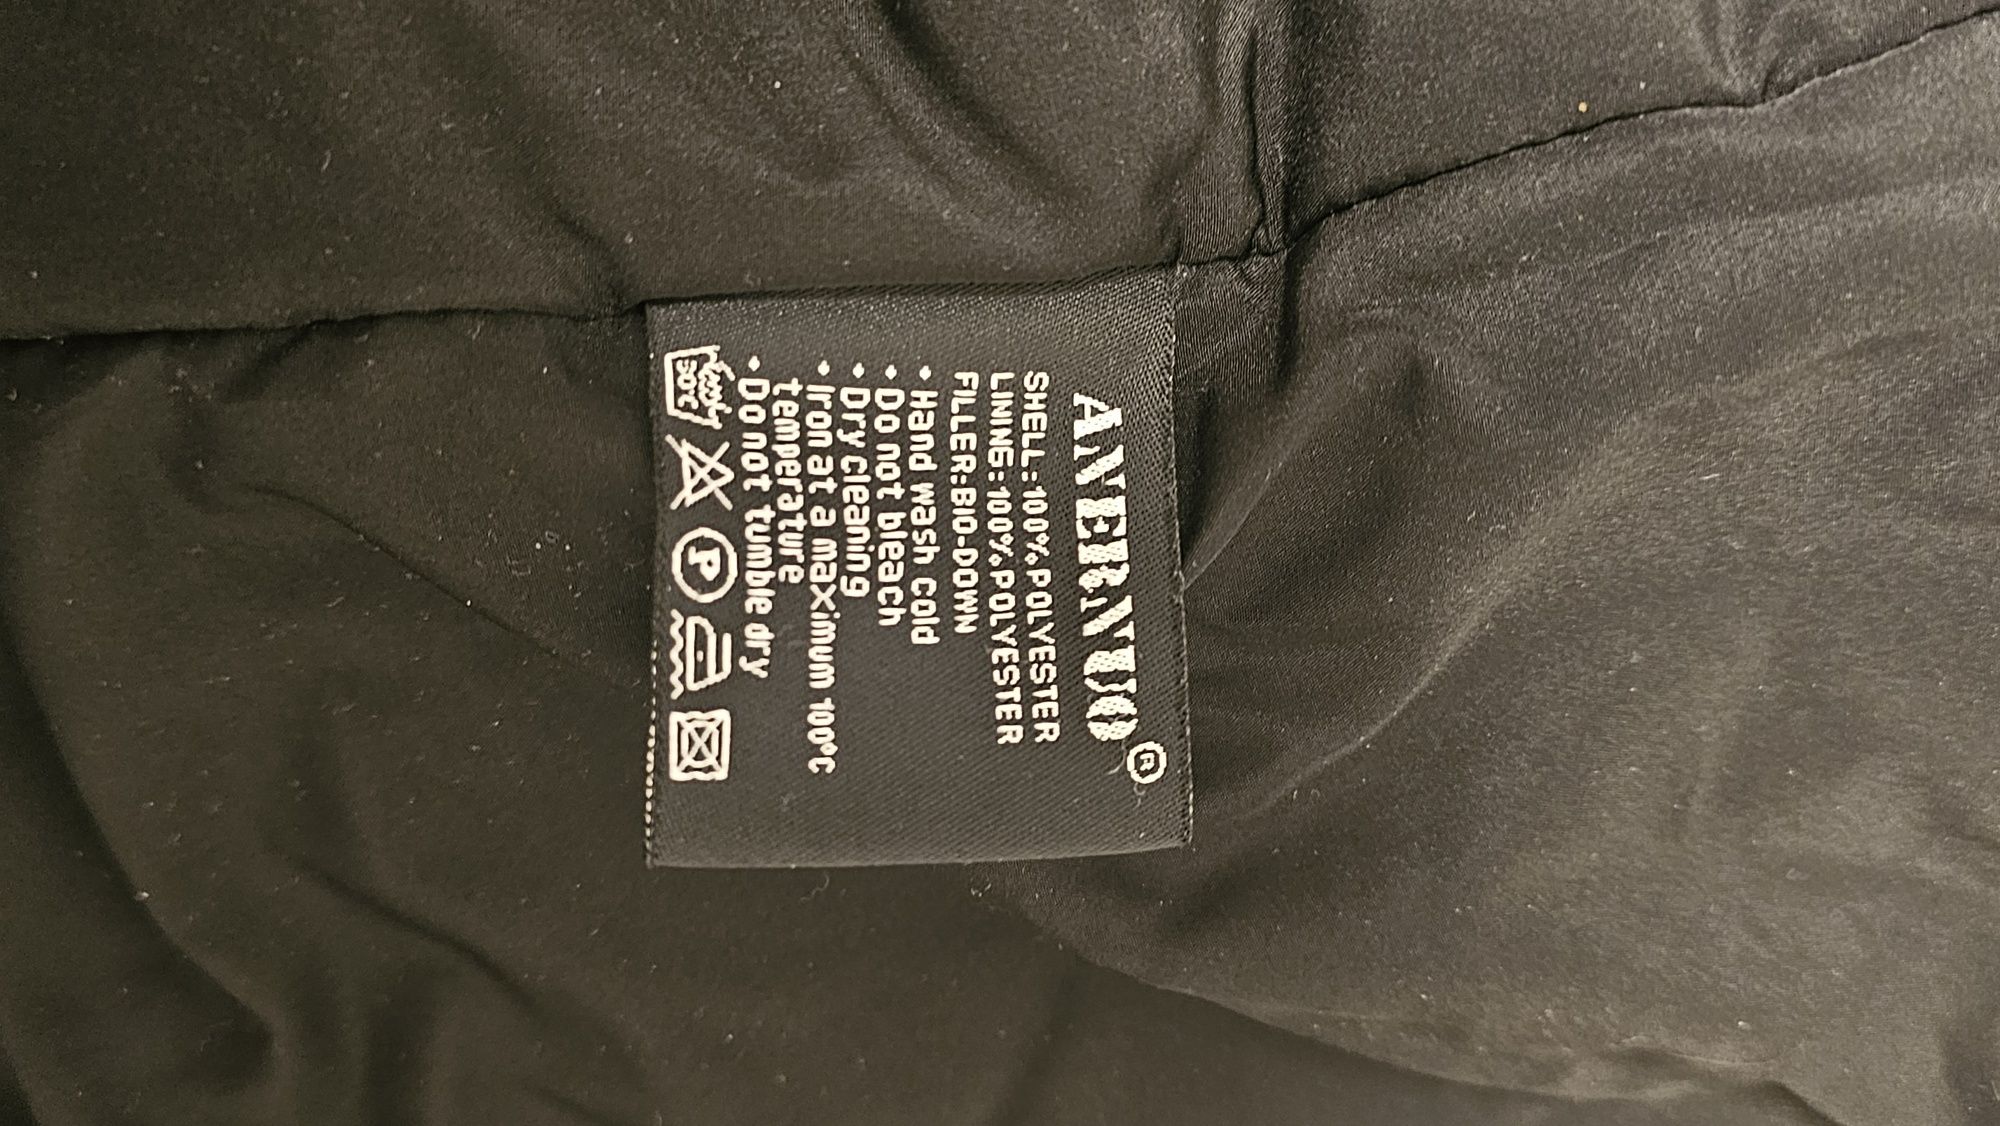 ANERNUO®
SHELL:100%POLYESTER
LINING:100%POLYESTER
FILLER:BIO-DOWN
• Hand wash cold
• Do not bleach
• Dry cleaning
• Iron at a maximum 100°C
temperature
• Do not tumble dry
30°C P